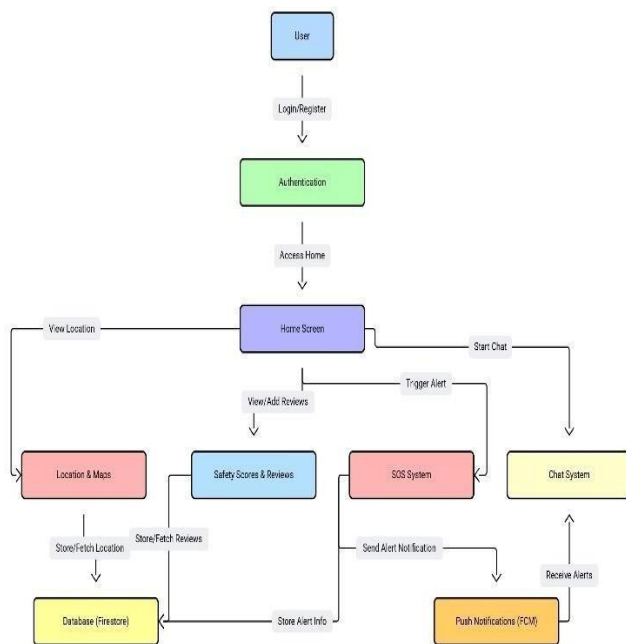 User
Login/Register
Authentication
Access Home
Home Screen
View Location
Start Chat
Trigger Alert
View/Add Reviews
Location & Maps
Safety Scores & Reviews
SOS System
Chat System
Store/Fetch Location
Store/Fetch Reviews
Send Alert Notification
Receive Alerts
Database (Firestore)
Store Alert Info
Push Notifications (FCM)